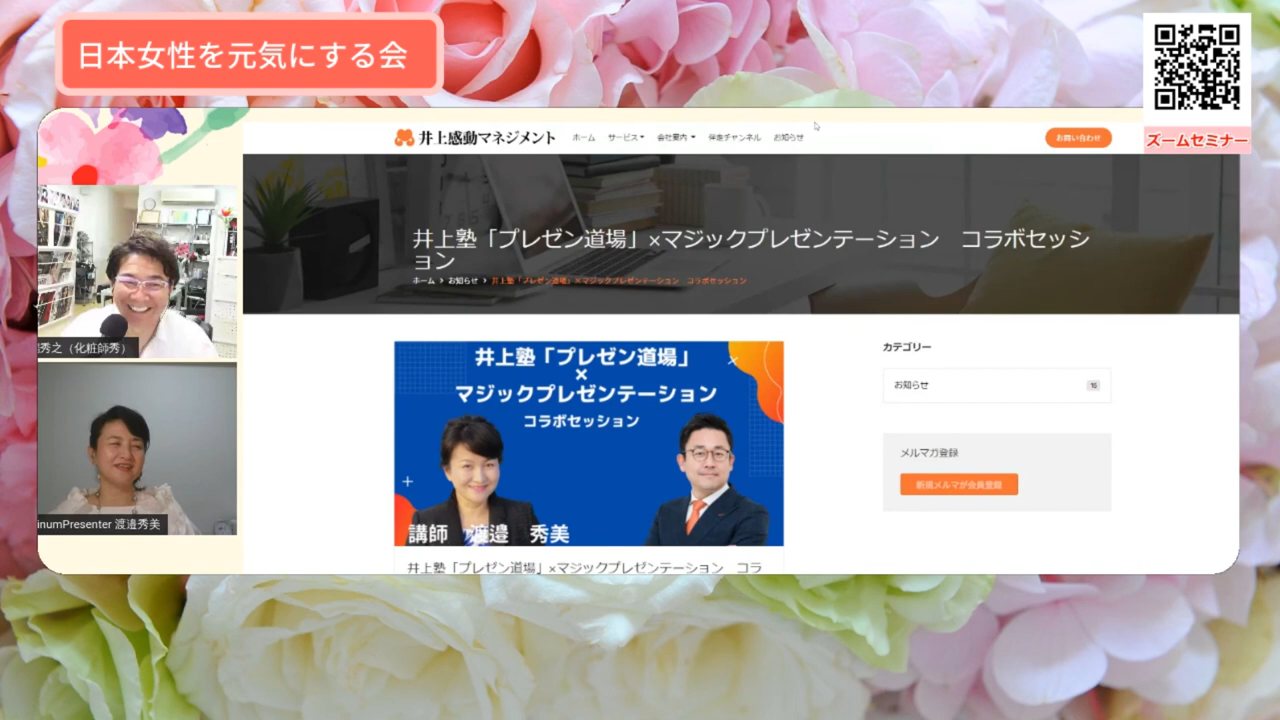 日本女性を元気にする会
ズームセミナー
井上感動マネジメント
ホーム サービス 会社案内 伴走チャンネル お知らせ
お問い合わせ
井上塾「プレゼン道場」×マジックプレゼンテーション コラボセッシ
ョン
ホーム > お知らせ > 井上塾「プレゼン道場」×マジックプレゼンテーション コラボセッション
秀之（化粧師秀）
inumPresenter 渡邉秀美
井上塾「プレゼン道場」
×
マジックプレゼンテーション
コラボセッション
講師 渡邉 秀美
井上塾「プレゼン道場」×マジックプレゼンテーション コラ
カテゴリー
お知らせ
メルマガ登録
新規メルマガ会員登録